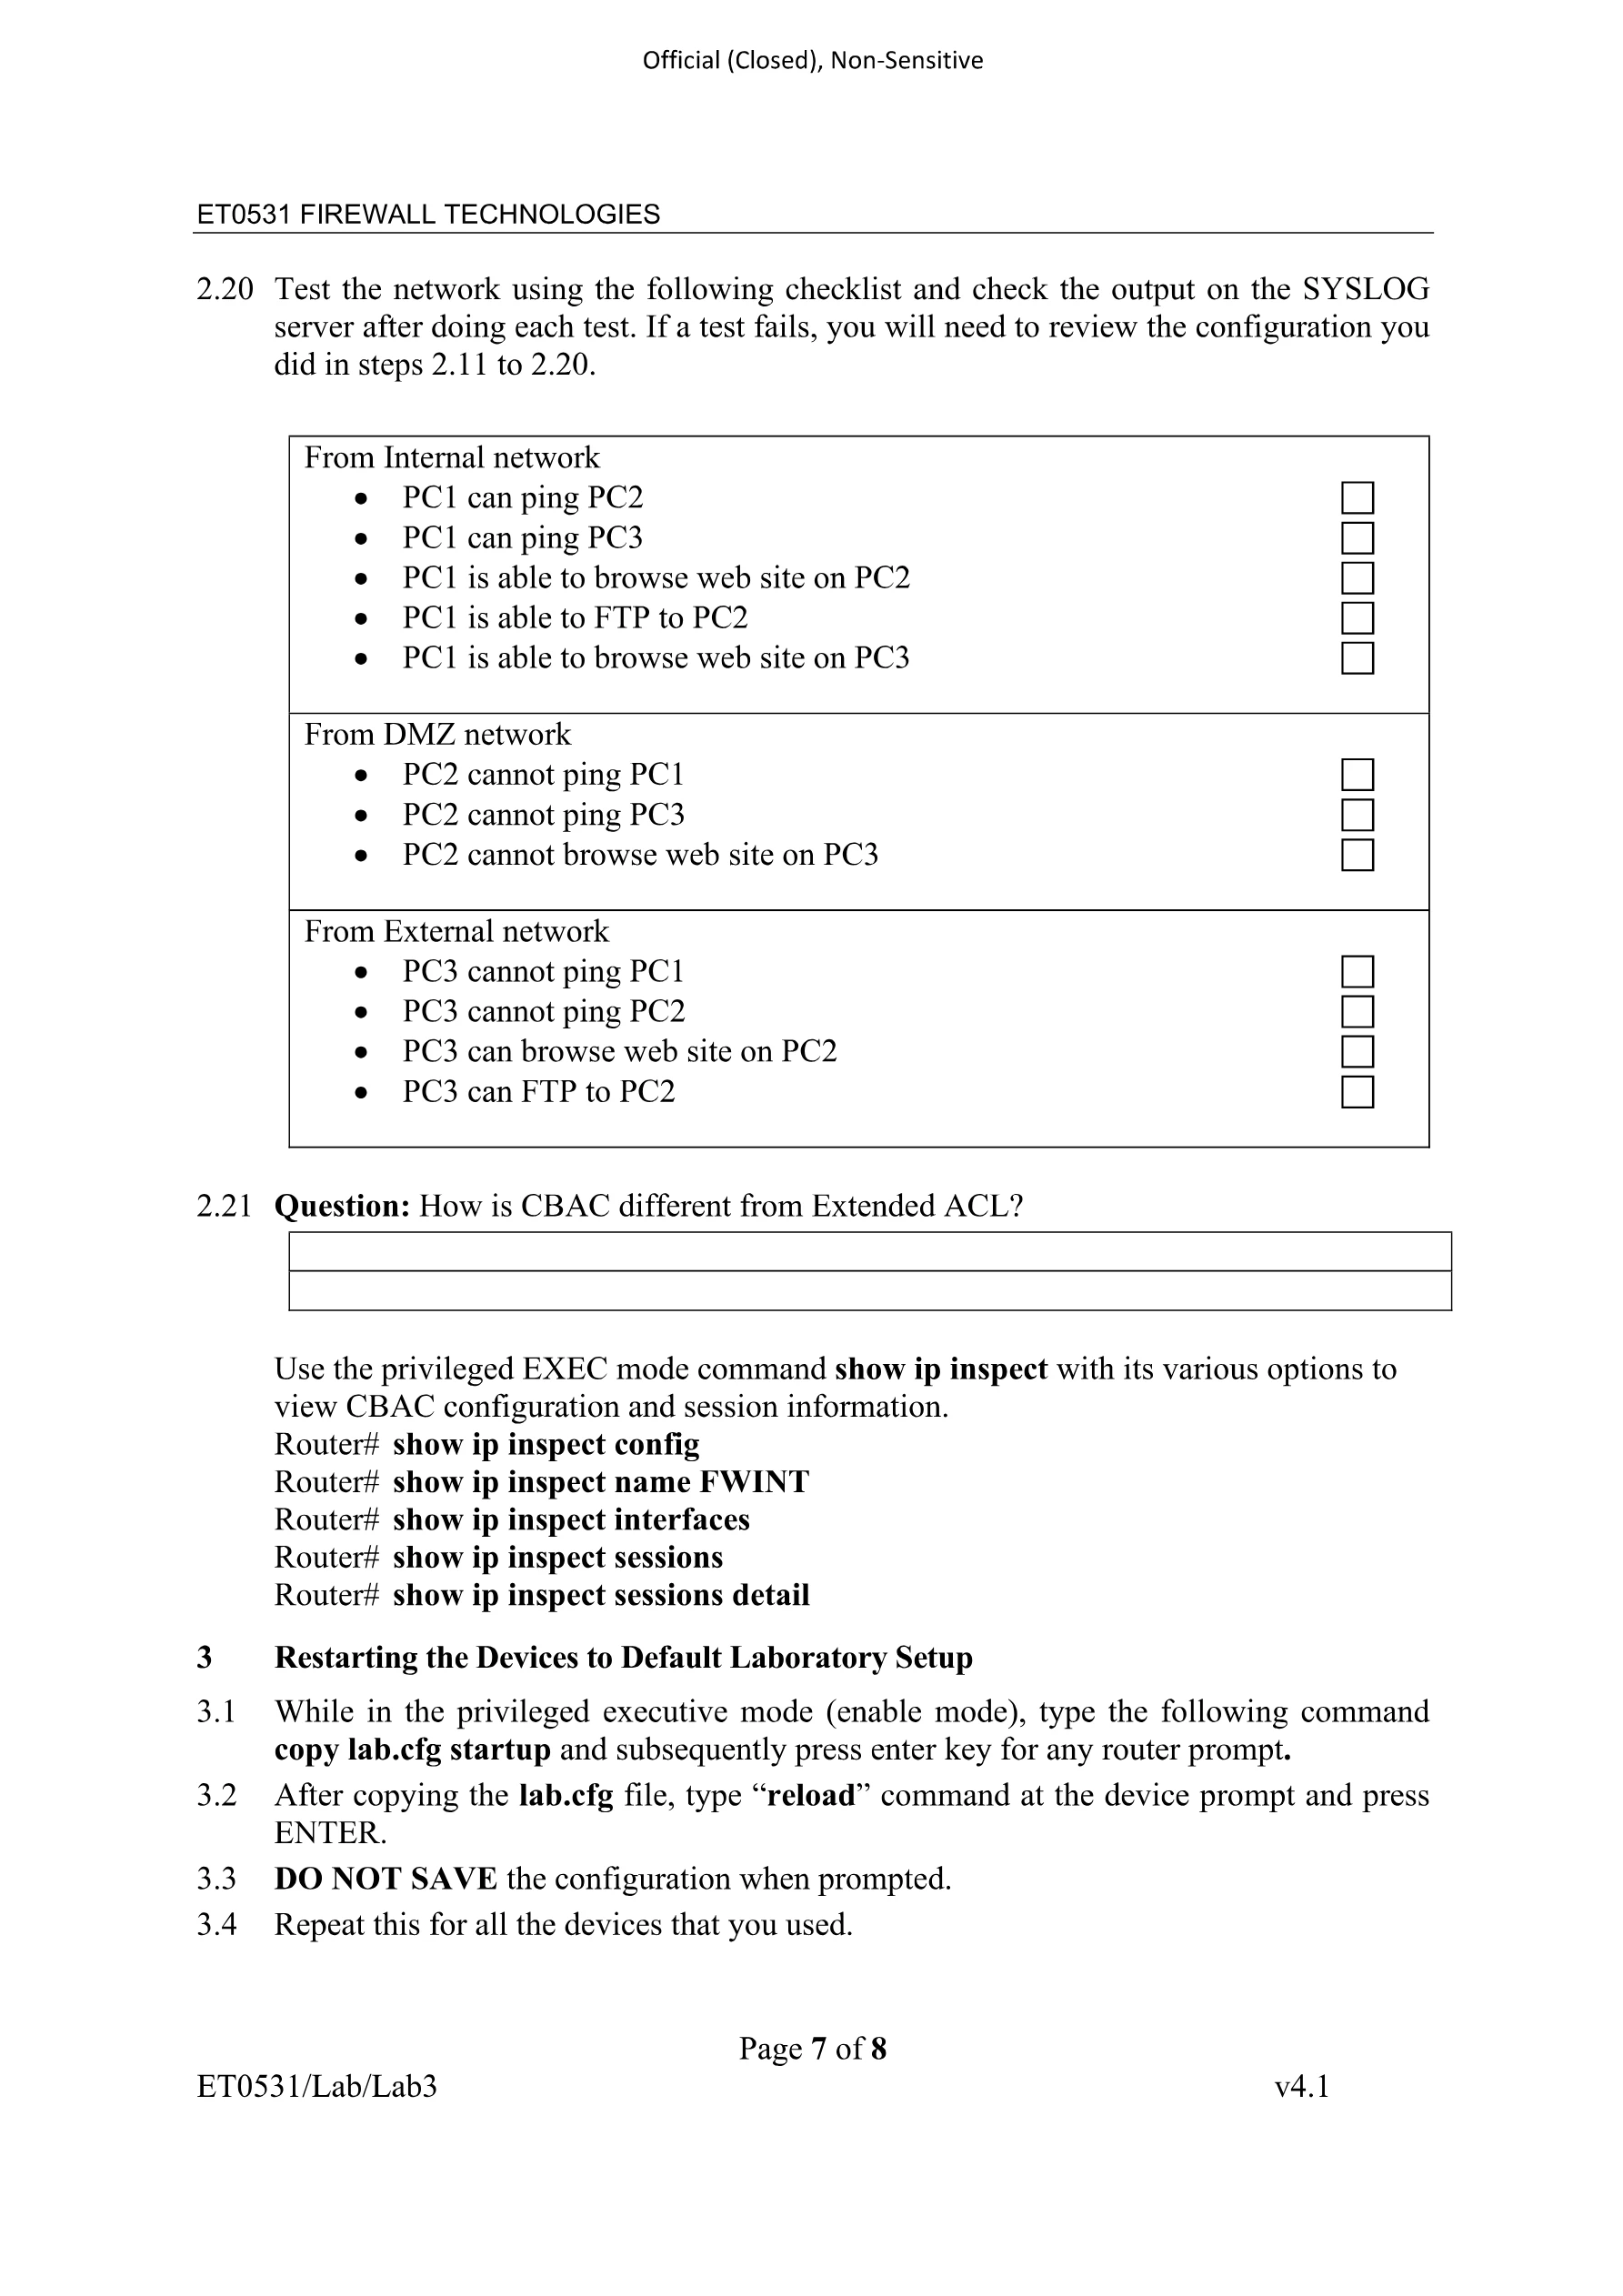 Official (Closed), Non-Sensitive
ET0531 FIREWALL TECHNOLOGIES
2.20 Test the network using the following checklist and check the output on the SYSLOG
server after doing each test. If a test fails, you will need to review the configuration you
did in steps 2.11 to 2.20.
From Internal network
• PC1 can ping PC2
• PC1 can ping PC3
• PC1 is able to browse web site on PC2
• PC1 is able to FTP to PC2
• PC1 is able to browse web site on PC3
From DMZ network
• PC2 cannot ping PC1
• PC2 cannot ping PC3
• PC2 cannot browse web site on PC3
From External network
• PC3 cannot ping PC1
• PC3 cannot ping PC2
• PC3 can browse web site on PC2
• PC3 can FTP to PC2
2.21 Question: How is CBAC different from Extended ACL?
Use the privileged EXEC mode command show ip inspect with its various options to
view CBAC configuration and session information.
Router# show ip inspect config
Router# show ip inspect name FWINT
Router# show ip inspect interfaces
Router# show ip inspect sessions
Router# show ip inspect sessions detail
3 Restarting the Devices to Default Laboratory Setup
3.1 While in the privileged executive mode (enable mode), type the following command
copy lab.cfg startup and subsequently press enter key for any router prompt.
3.2 After copying the lab.cfg file, type “reload” command at the device prompt and press
ENTER.
3.3 DO NOT SAVE the configuration when prompted.
3.4 Repeat this for all the devices that you used.
Page 7 of 8
ET0531/Lab/Lab3 v4.1